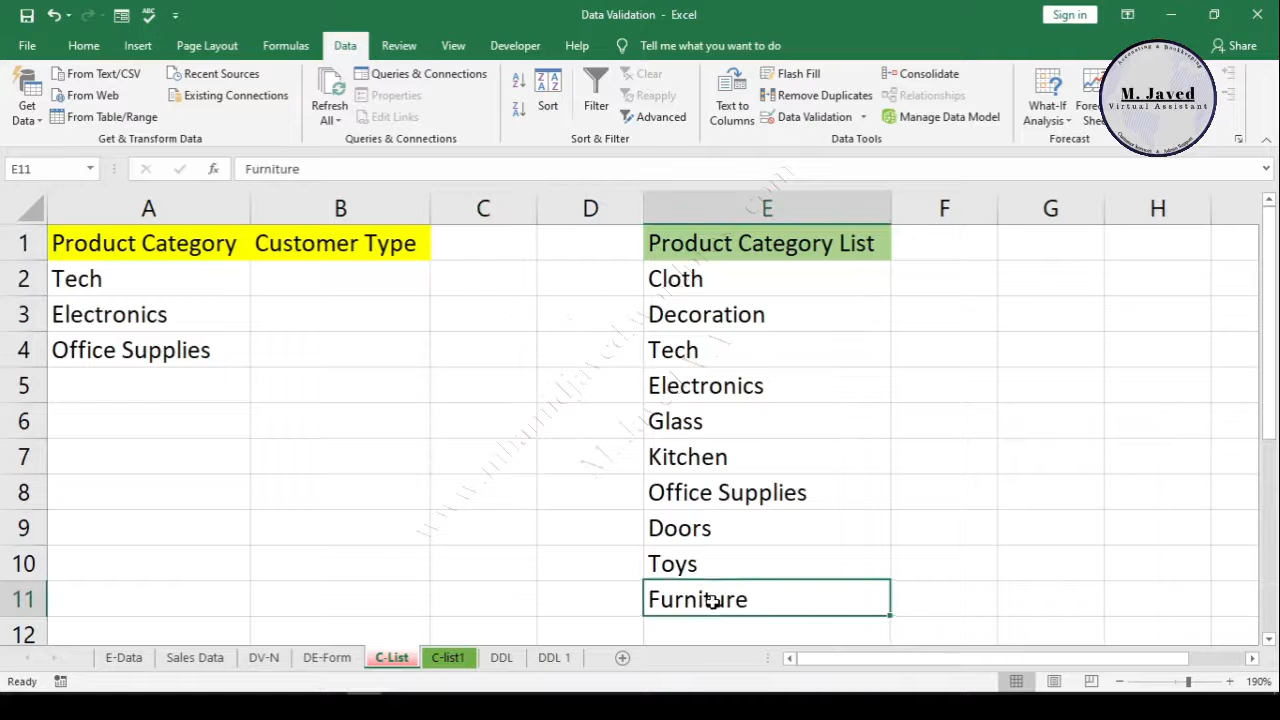 Data Validation - Excel
Sign in
File Home Insert Page Layout Formulas Data Review View Developer Help Tell me what you want to do Share
Get Data
From Text/CSV
From Web
From Table/Range
Recent Sources
Existing Connections
Get & Transform Data
Refresh All
Queries & Connections
Properties
Edit Links
Queries & Connections
Sort
Filter
Clear
Reapply
Advanced
Sort & Filter
Text to Columns
Flash Fill
Remove Duplicates
Data Validation
Consolidate
Relationships
Manage Data Model
Data Tools
What-If Analysis
Forecast
Accounting & Bookkeeping
M. Javed
Virtual Assistant
E11 fx Furniture
A B C D E F G H
1 Product Category Customer Type Product Category List
2 Tech Cloth
3 Electronics Decoration
4 Office Supplies Tech
5 Electronics
6 Glass
7 Kitchen
8 Office Supplies
9 Doors
10 Toys
11 Furniture
12
E-Data Sales Data DV-N DE-Form C-List C-list1 DDL DDL 1
Ready 190%